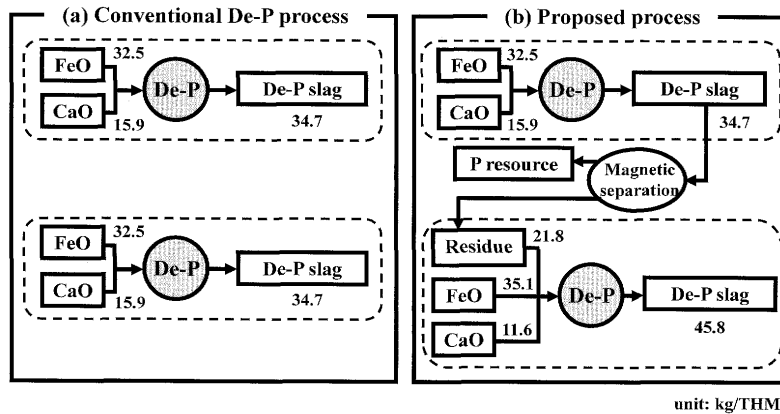 (a) Conventional De-P process
32.5
FeO
De-P
De-P slag
CaO
15.9
34.7
32.5
FeO
De-P
De-P slag
CaO
15.9
34.7
(b) Proposed process
32.5
FeO
De-P
De-P slag
CaO
15.9
34.7
P resource
Magnetic
separation
Residue
21.8
FeO
35.1
De-P
De-P slag
CaO
11.6
45.8
unit: kg/THM